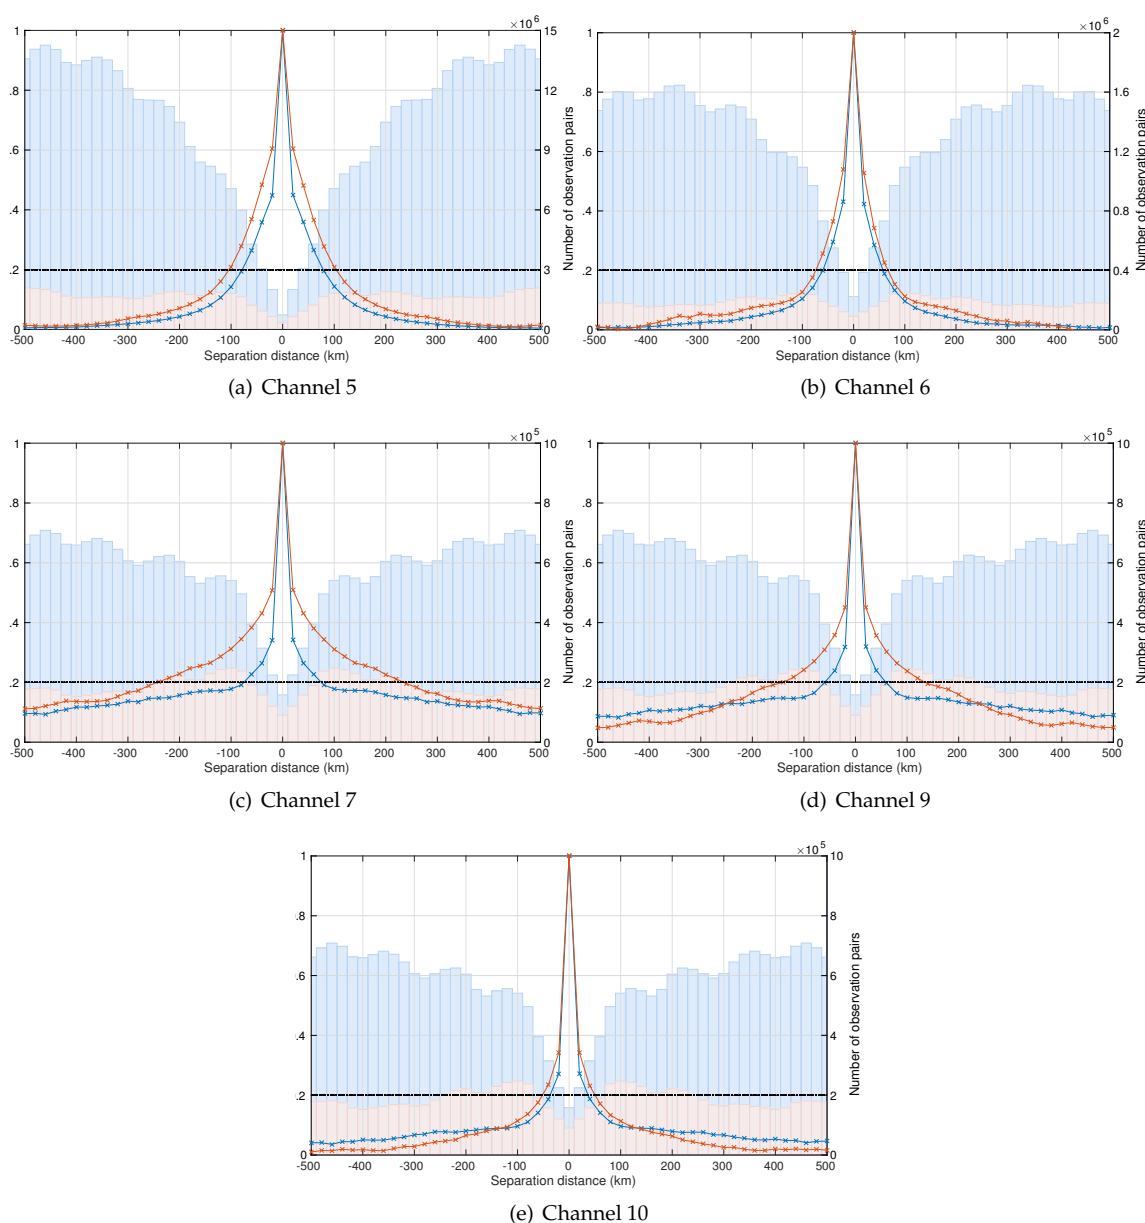 ×10^6
1 .8 .6 .4 .2 0
15 12 9 6 3 0
-500 -400 -300 -200 -100 0 100 200 300 400 500
Separation distance (km)
Number of observation pairs
(a) Channel 5
×10^6
1 .8 .6 .4 .2 0
2 1.6 1.2 0.8 0.4 0
-500 -400 -300 -200 -100 0 100 200 300 400 500
Separation distance (km)
Number of observation pairs
(b) Channel 6
×10^5
1 .8 .6 .4 .2 0
10 8 6 4 2 0
-500 -400 -300 -200 -100 0 100 200 300 400 500
Separation distance (km)
Number of observation pairs
(c) Channel 7
×10^5
1 .8 .6 .4 .2 0
10 8 6 4 2 0
-500 -400 -300 -200 -100 0 100 200 300 400 500
Separation distance (km)
Number of observation pairs
(d) Channel 9
×10^5
1 .8 .6 .4 .2 0
10 8 6 4 2 0
-500 -400 -300 -200 -100 0 100 200 300 400 500
Separation distance (km)
Number of observation pairs
(e) Channel 10